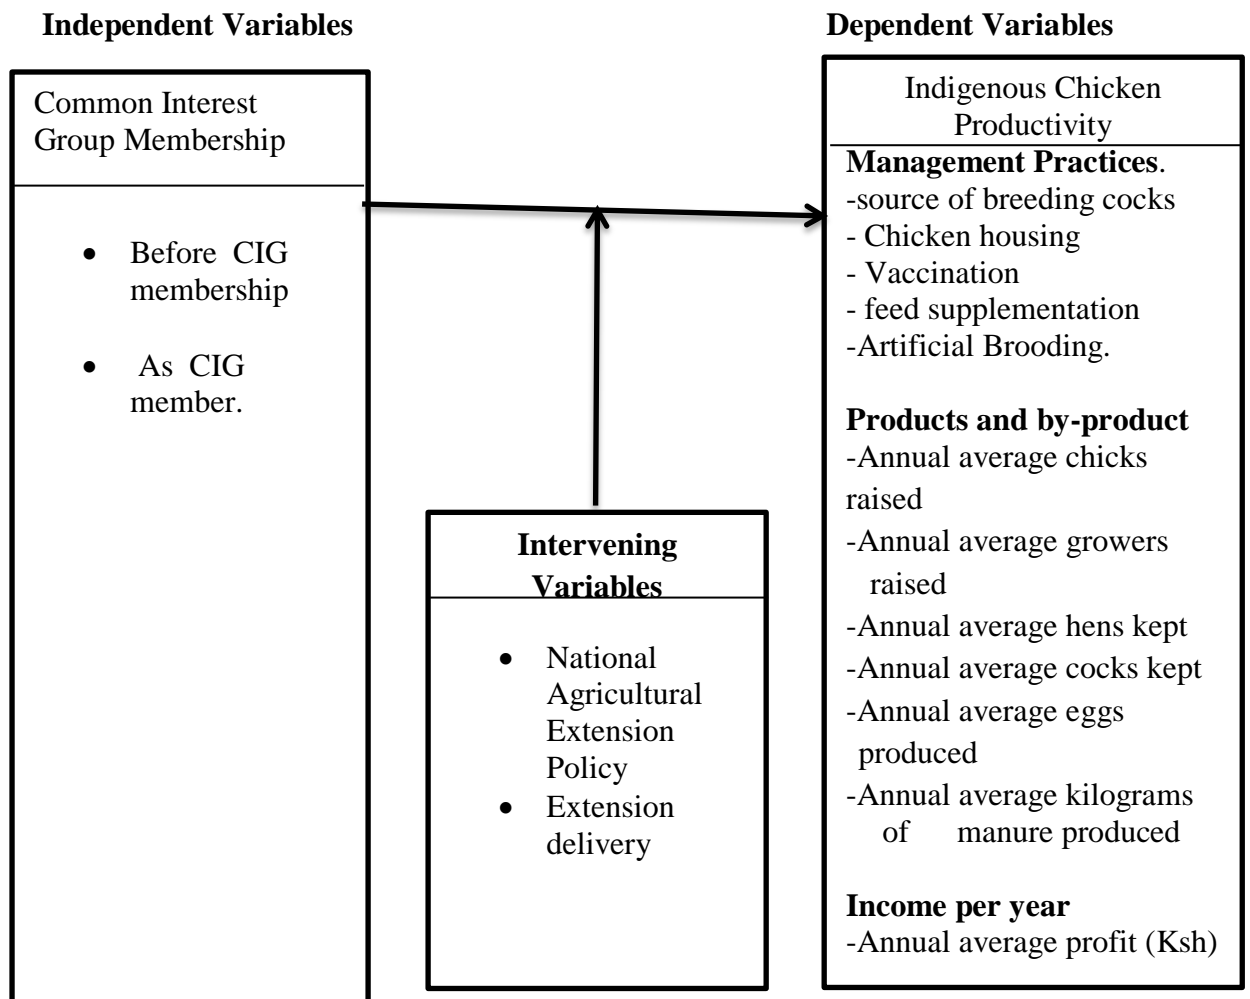 Independent Variables
Common Interest
Group Membership
• Before CIG
membership
• As CIG
member.
Intervening
Variables
• National
Agricultural
Extension
Policy
• Extension
delivery
Dependent Variables
Indigenous Chicken
Productivity
Management Practices.
-source of breeding cocks
- Chicken housing
- Vaccination
- feed supplementation
-Artificial Brooding.
Products and by-product
-Annual average chicks
raised
-Annual average growers
raised
-Annual average hens kept
-Annual average cocks kept
-Annual average eggs
produced
-Annual average kilograms
of manure produced
Income per year
-Annual average profit (Ksh)